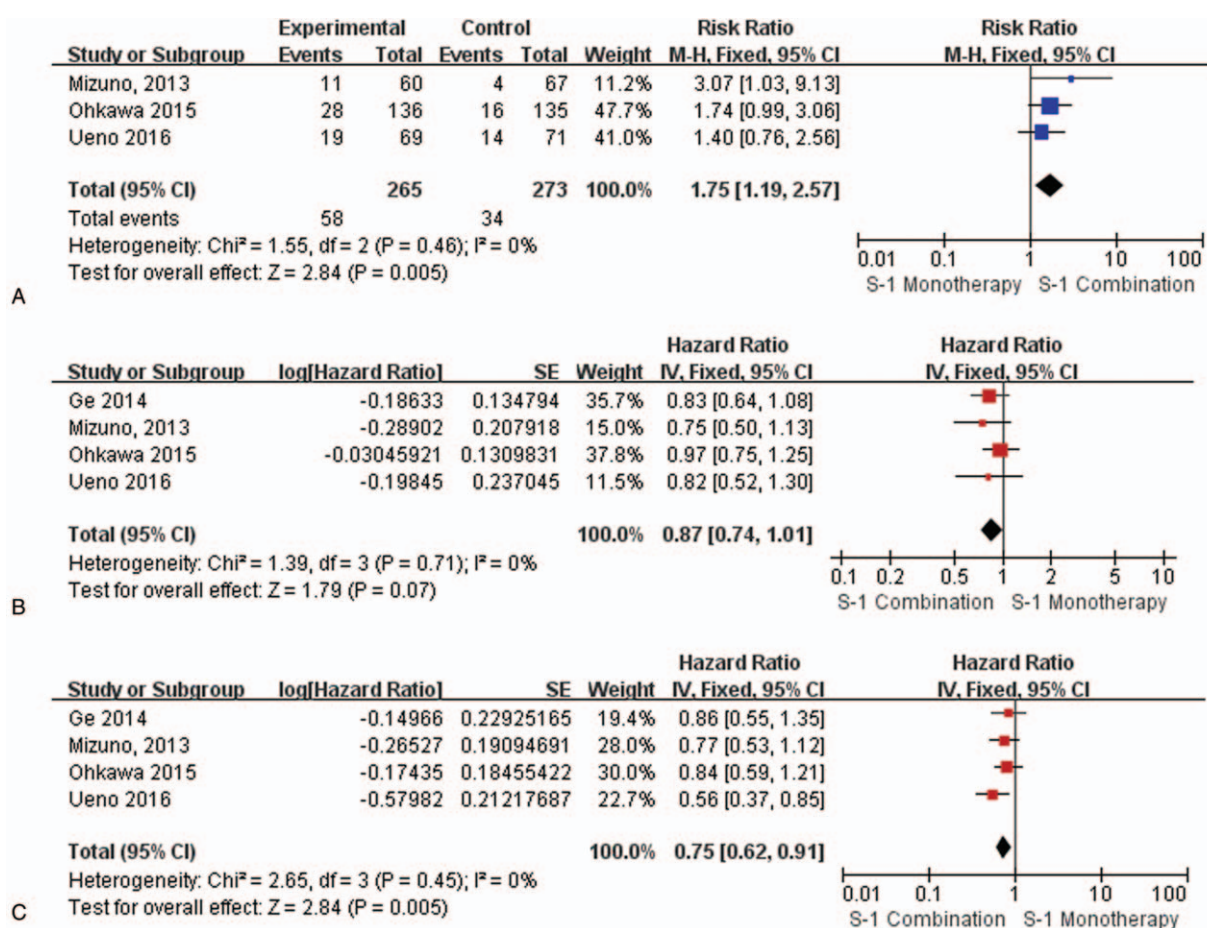 Experimental Control Risk Ratio Risk Ratio
Study or Subgroup Events Total Events Total Weight M-H, Fixed, 95% CI M-H, Fixed, 95% CI
Mizuno, 2013 11 60 4 67 11.2% 3.07 [1.03, 9.13]
Ohkawa 2015 28 136 16 135 47.7% 1.74 [0.99, 3.06]
Ueno 2016 19 69 14 71 41.0% 1.40 [0.76, 2.56]
Total (95% CI) 265 273 100.0% 1.75 [1.19, 2.57]
Total events 58 34
Heterogeneity: Chi² = 1.55, df = 2 (P = 0.46); I² = 0%
Test for overall effect: Z = 2.84 (P = 0.005)
0.01 0.1 1 10 100
S-1 Monotherapy S-1 Combination
A
Hazard Ratio Hazard Ratio
Study or Subgroup log[Hazard Ratio] SE Weight IV, Fixed, 95% CI IV, Fixed, 95% CI
Ge 2014 -0.18633 0.134794 35.7% 0.83 [0.64, 1.08]
Mizuno, 2013 -0.28902 0.207918 15.0% 0.75 [0.50, 1.13]
Ohkawa 2015 -0.03045921 0.1309831 37.8% 0.97 [0.75, 1.25]
Ueno 2016 -0.19845 0.237045 11.5% 0.82 [0.52, 1.30]
Total (95% CI) 100.0% 0.87 [0.74, 1.01]
Heterogeneity: Chi² = 1.39, df = 3 (P = 0.71); I² = 0%
Test for overall effect: Z = 1.79 (P = 0.07)
0.1 0.2 0.5 1 2 5 10
S-1 Combination S-1 Monotherapy
B
Hazard Ratio Hazard Ratio
Study or Subgroup log[Hazard Ratio] SE Weight IV, Fixed, 95% CI IV, Fixed, 95% CI
Ge 2014 -0.14966 0.22925165 19.4% 0.86 [0.55, 1.35]
Mizuno, 2013 -0.26527 0.19094691 28.0% 0.77 [0.53, 1.12]
Ohkawa 2015 -0.17435 0.18455422 30.0% 0.84 [0.59, 1.21]
Ueno 2016 -0.57982 0.21217687 22.7% 0.56 [0.37, 0.85]
Total (95% CI) 100.0% 0.75 [0.62, 0.91]
Heterogeneity: Chi² = 2.65, df = 3 (P = 0.45); I² = 0%
Test for overall effect: Z = 2.84 (P = 0.005)
0.01 0.1 1 10 100
S-1 Combination S-1 Monotherapy
C